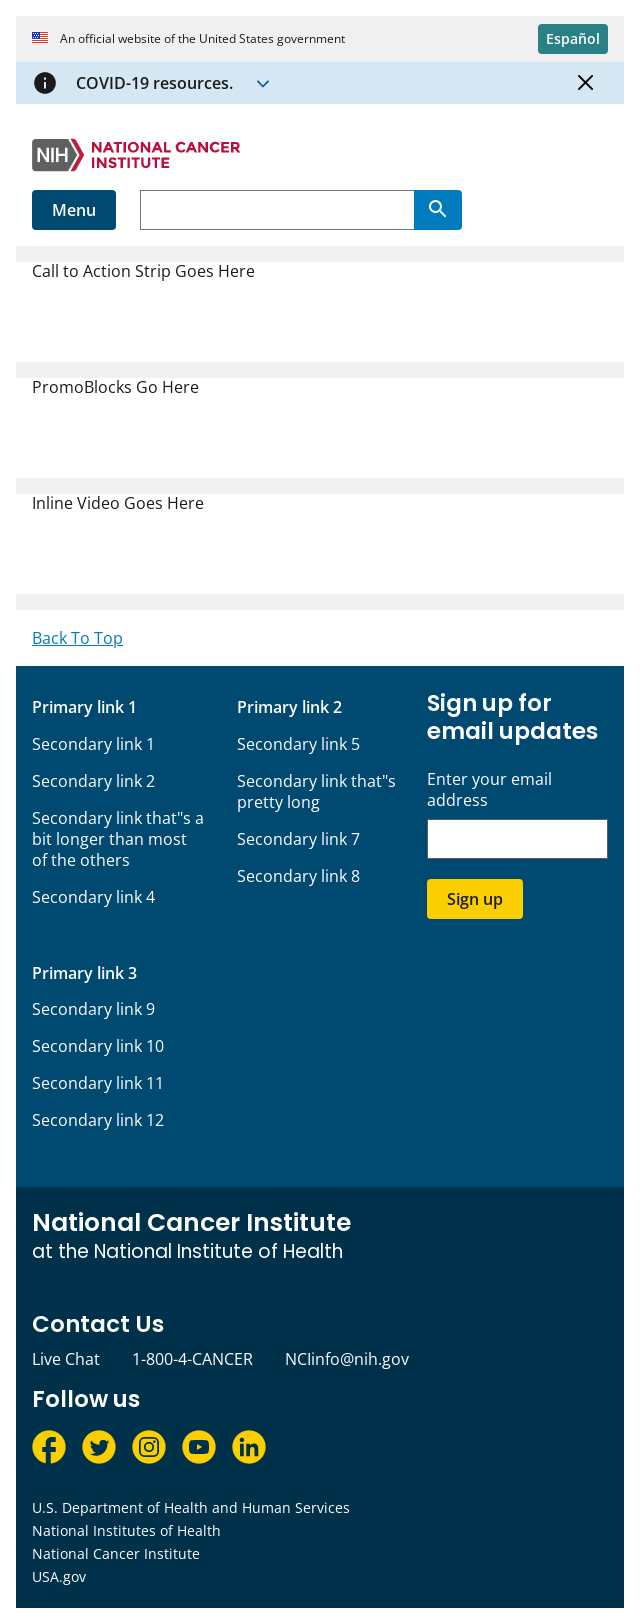 An official website of the United States government
Español
COVID-19 resources.
NIH
NATIONAL CANCER
INSTITUTE
Menu
Call to Action Strip Goes Here
PromoBlocks Go Here
Inline Video Goes Here
Back To Top
Primary link 1
Secondary link 1
Secondary link 2
Secondary link that"s a
bit longer than most
of the others
Secondary link 4
Primary link 2
Secondary link 5
Secondary link that"s
pretty long
Secondary link 7
Secondary link 8
Primary link 3
Secondary link 9
Secondary link 10
Secondary link 11
Secondary link 12
Sign up for
email updates
Enter your email
address
Sign up
National Cancer Institute
at the National Institute of Health
Contact Us
Live Chat
1-800-4-CANCER
NCIinfo@nih.gov
Follow us
U.S. Department of Health and Human Services
National Institutes of Health
National Cancer Institute
USA.gov